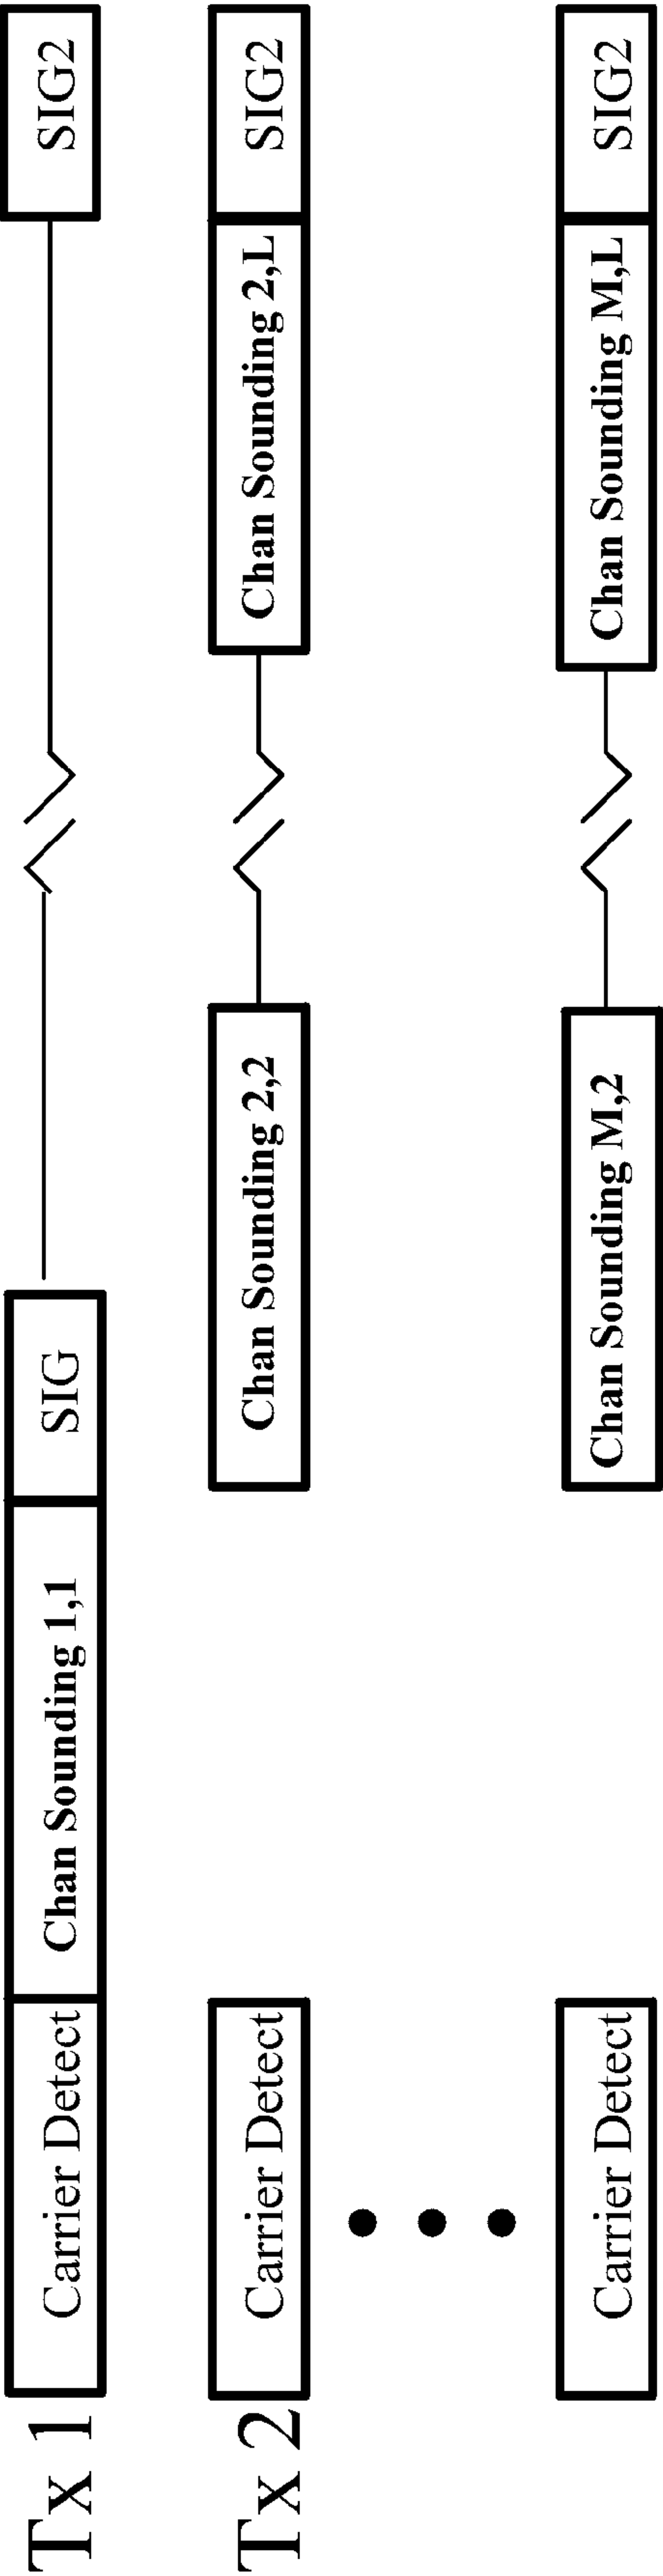 Tx 1
Carrier Detect
Chan Sounding 1,1
SIG
SIG2
Tx 2
Carrier Detect
Chan Sounding 2,2
Chan Sounding 2,L
SIG2
Carrier Detect
Chan Sounding M,2
Chan Sounding M,L
SIG2